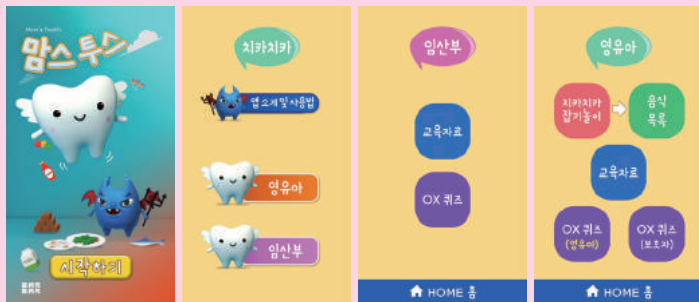 Mom's Tooth
맘스 투스
시작하기
치카치카
앱 소개 및 사용법
영유아
임산부
임산부
교육자료
OX 퀴즈
HOME 홈
영유아
치카치카
잡기놀이
음식
목록
교육자료
OX 퀴즈
(영유아)
OX 퀴즈
(보호자)
HOME 홈